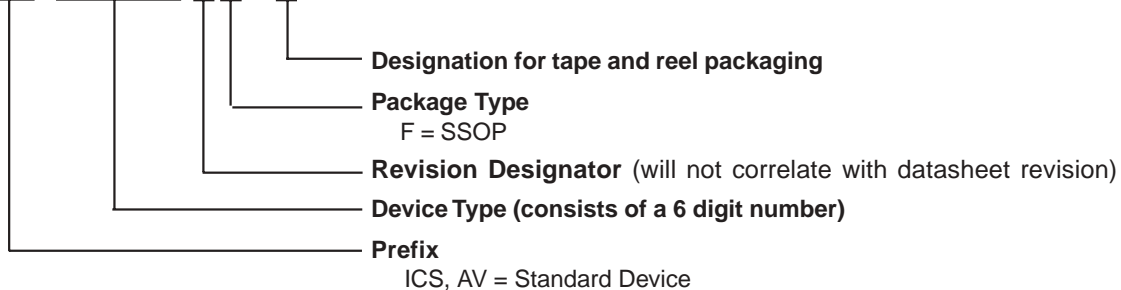 Designation for tape and reel packaging
Package Type
F = SSOP
Revision Designator (will not correlate with datasheet revision)
Device Type (consists of a 6 digit number)
Prefix
ICS, AV = Standard Device